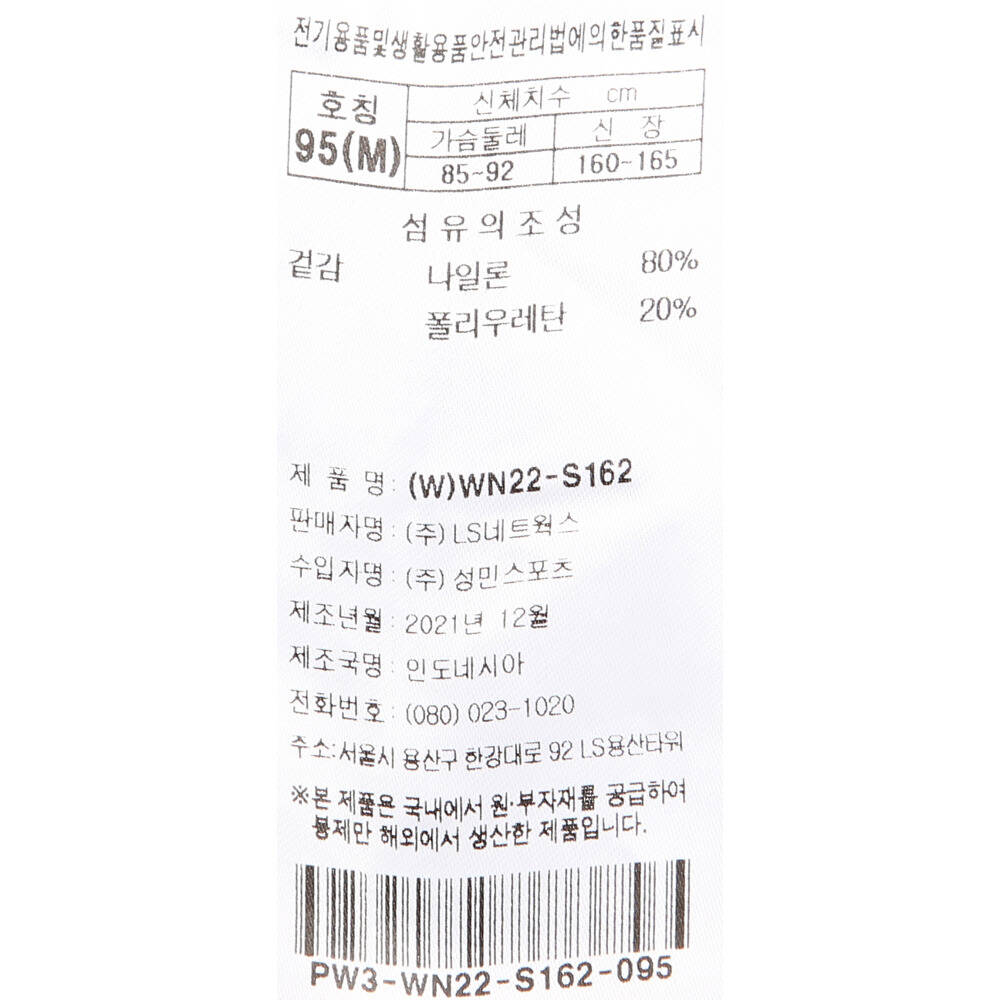 전기용품및생활용품안전관리법에의한품질표시
호칭 신체치수 cm
95(M) 가슴둘레 신 장
85~92 160~165
섬유의조성
겉감 나일론 80%
폴리우레탄 20%
제 품 명 : (W)WN22-S162
판매자명 : (주) LS네트웍스
수입자명 : (주) 성민스포츠
제조년월 : 2021년 12월
제조국명 : 인도네시아
전화번호 : (080) 023-1020
주소:서울시 용산구 한강대로 92 LS용산타워
※본 제품은 국내에서 원·부자재를 공급하여
봉제만 해외에서 생산한 제품입니다.
PW3-WN22-S162-095